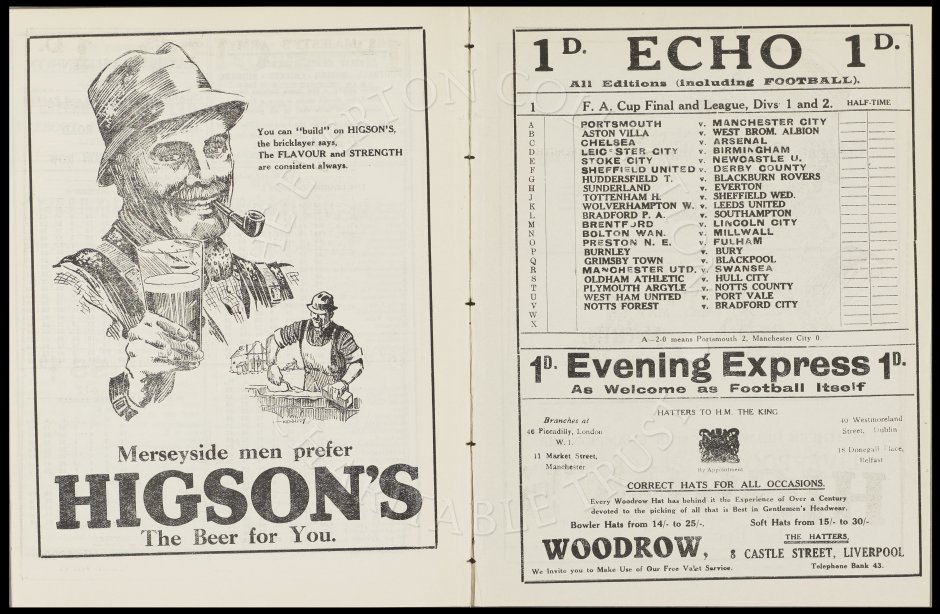 You can "build" on HIGSON'S,
the bricklayer says,
The FLAVOUR and STRENGTH
are consistent always.
Merseyside men prefer
HIGSON'S
The Beer for You.
1D. ECHO 1D.
All Editions (including FOOTBALL).
1 F. A. Cup Final and League, Divs 1 and 2. HALF-TIME
A PORTSMOUTH v. MANCHESTER CITY
B ASTON VILLA v. WEST BROM. ALBION
C CHELSEA v. ARSENAL
D LEICESTER CITY v. BIRMINGHAM
E STOKE CITY v. NEWCASTLE U.
F SHEFFIELD UNITED v. DERBY COUNTY
G HUDDERSFIELD T. v. BLACKBURN ROVERS
H SUNDERLAND v. EVERTON
J TOTTENHAM H. v. SHEFFIELD WED.
K WOLVERHAMPTON W. v. LEEDS UNITED
L BRADFORD P. A. v. SOUTHAMPTON
M BRENTFORD v. LINCOLN CITY
N BOLTON WAN. v. MILLWALL
O PRESTON N. E. v. FULHAM
P BURNLEY v. BURY
Q GRIMSBY TOWN v. BLACKPOOL
R MANCHESTER UTD. v. SWANSEA
S OLDHAM ATHLETIC v. HULL CITY
T PLYMOUTH ARGYLE v. NOTTS COUNTY
U WEST HAM UNITED v. PORT VALE
V NOTTS FOREST v. BRADFORD CITY
W
X
A—2-0 means Portsmouth 2, Manchester City 0.
1D. Evening Express 1D.
As Welcome as Football Itself
HATTERS TO H.M. THE KING
Branches at
46 Piccadilly, London
W. 1.
11 Market Street,
Manchester
By Appointment
40 Westmoreland
Street, Dublin
18 Donegall Place,
Belfast
CORRECT HATS FOR ALL OCCASIONS.
Every Woodrow Hat has behind it the Experience of Over a Century
devoted to the picking of all that is Best in Gentlemen's Headwear.
Bowler Hats from 14/- to 25/-. Soft Hats from 15/- to 30/-
WOODROW, THE HATTERS,
8 CASTLE STREET, LIVERPOOL
We Invite you to Make Use of Our Free Valet Service. Telephone Bank 43.